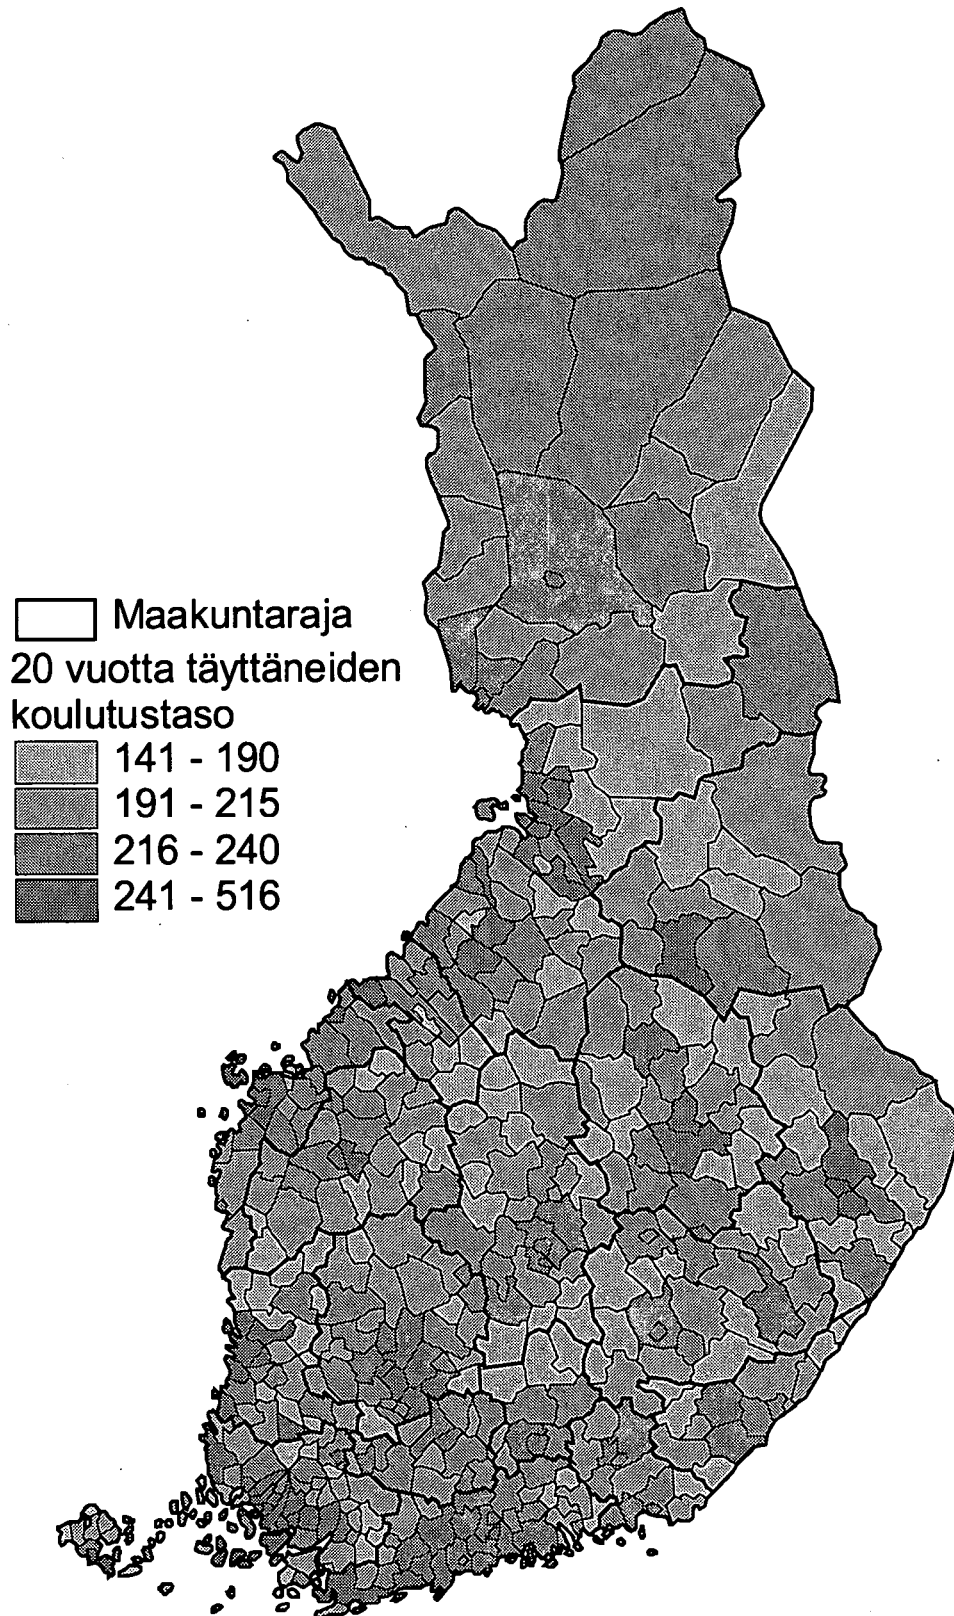 Maakuntaraja
20 vuotta täyttäneiden
koulutustaso
141 - 190
191 - 215
216 - 240
241 - 516